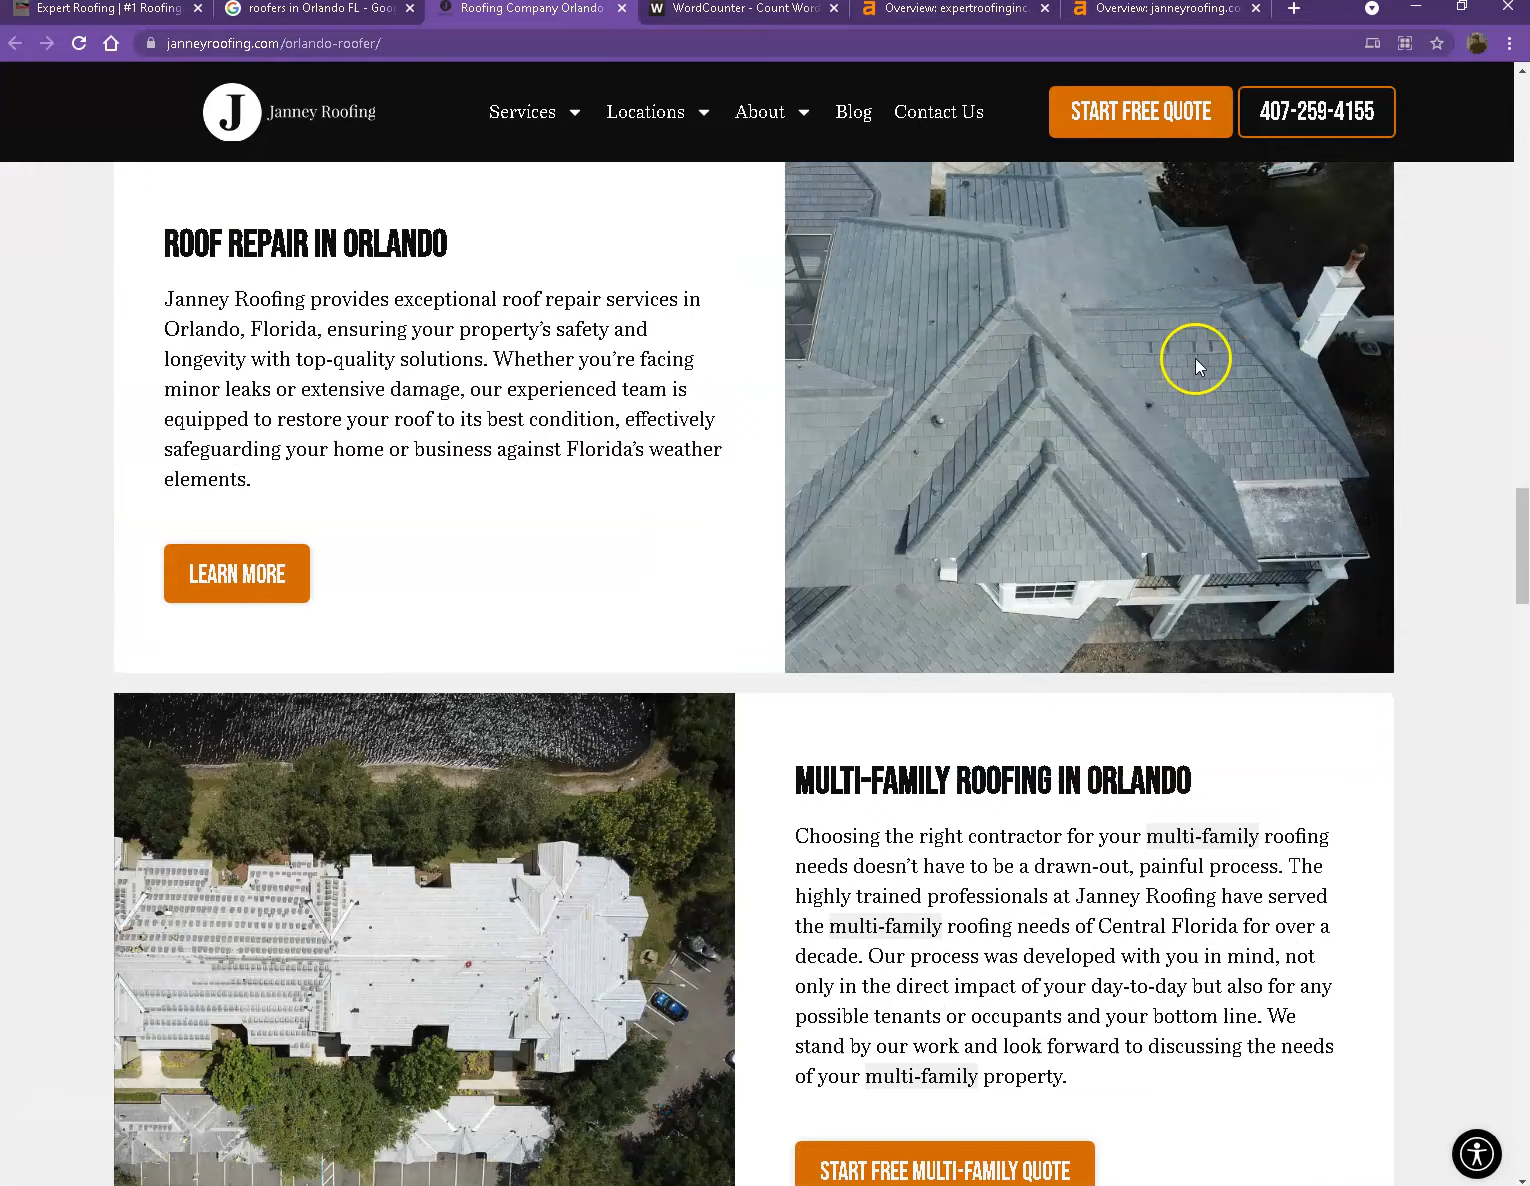 Expert Roofing | #1 Roofing
roofers in Orlando FL - Goo
Roofing Company Orlando
WordCounter - Count Word
Overview: expertroofinginc.
Overview: janneyroofing.co
janneyroofing.com/orlando-roofer/
J Janney Roofing
Services
Locations
About
Blog
Contact Us
START FREE QUOTE
407-259-4155
ROOF REPAIR IN ORLANDO
Janney Roofing provides exceptional roof repair services in
Orlando, Florida, ensuring your property’s safety and
longevity with top-quality solutions. Whether you’re facing
minor leaks or extensive damage, our experienced team is
equipped to restore your roof to its best condition, effectively
safeguarding your home or business against Florida’s weather
elements.
LEARN MORE
MULTI-FAMILY ROOFING IN ORLANDO
Choosing the right contractor for your multi-family roofing
needs doesn’t have to be a drawn-out, painful process. The
highly trained professionals at Janney Roofing have served
the multi-family roofing needs of Central Florida for over a
decade. Our process was developed with you in mind, not
only in the direct impact of your day-to-day but also for any
possible tenants or occupants and your bottom line. We
stand by our work and look forward to discussing the needs
of your multi-family property.
START FREE MULTI-FAMILY QUOTE